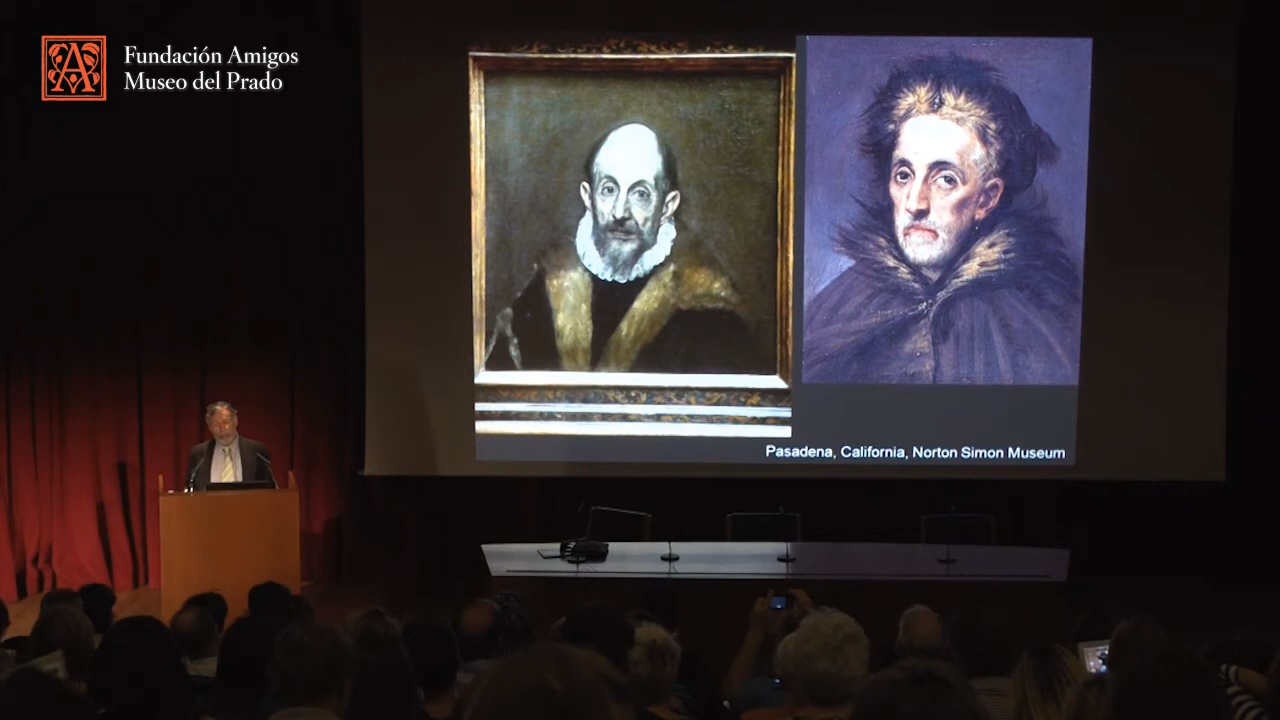 Fundación Amigos
Museo del Prado
Pasadena, California, Norton Simon Museum